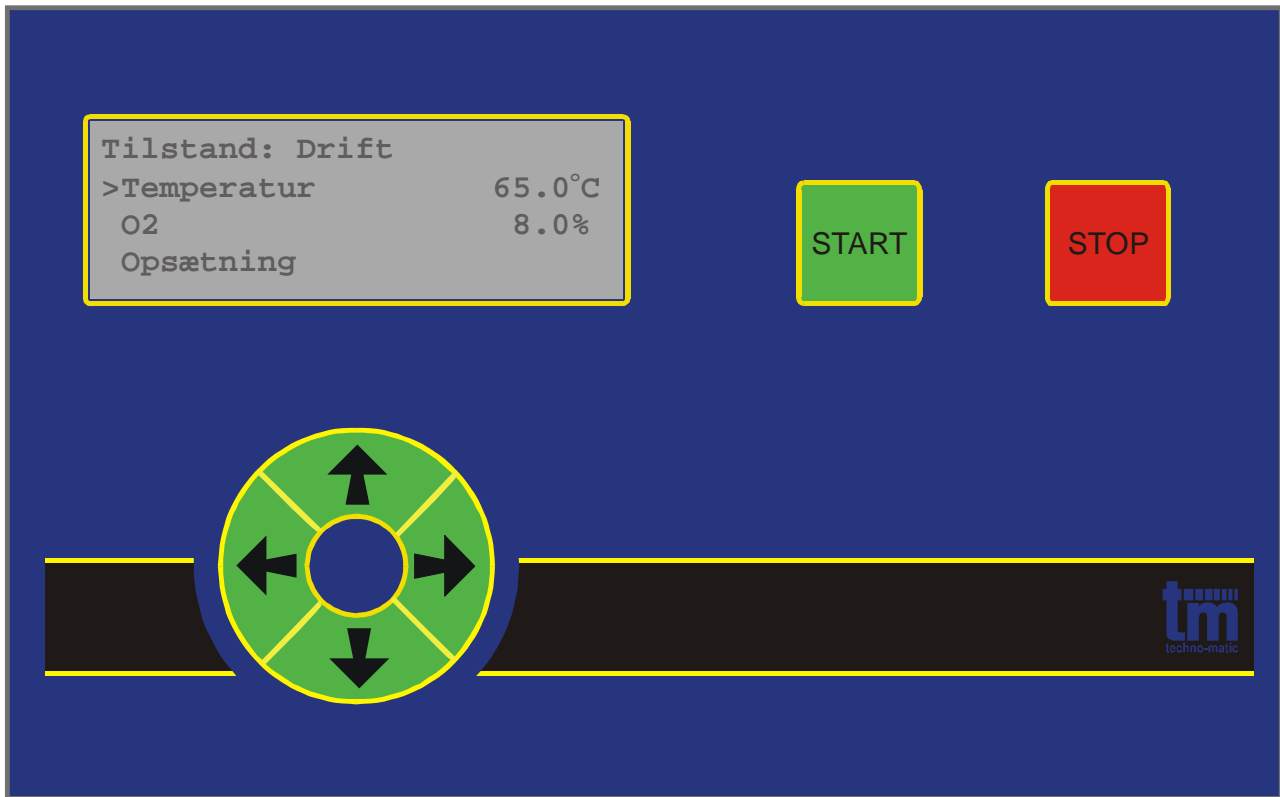 Tilstand: Drift
>Temperatur 65.0°C
O2 8.0%
Opsætning
START
STOP
tm
techno-matic